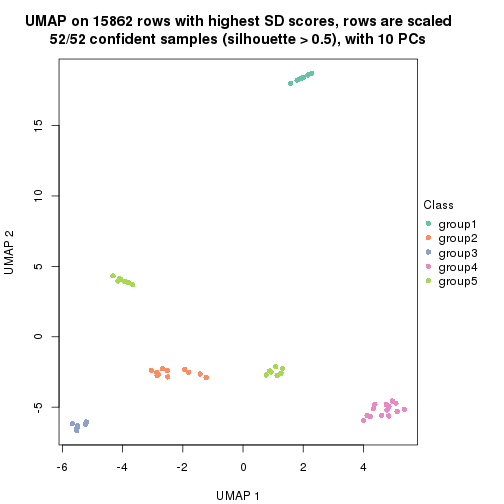 UMAP on 15862 rows with highest SD scores, rows are scaled
52/52 confident samples (silhouette > 0.5), with 10 PCs
15
10
5
0
-5
UMAP 2
-6
-4
-2
0
2
4
UMAP 1
Class
group1
group2
group3
group4
group5